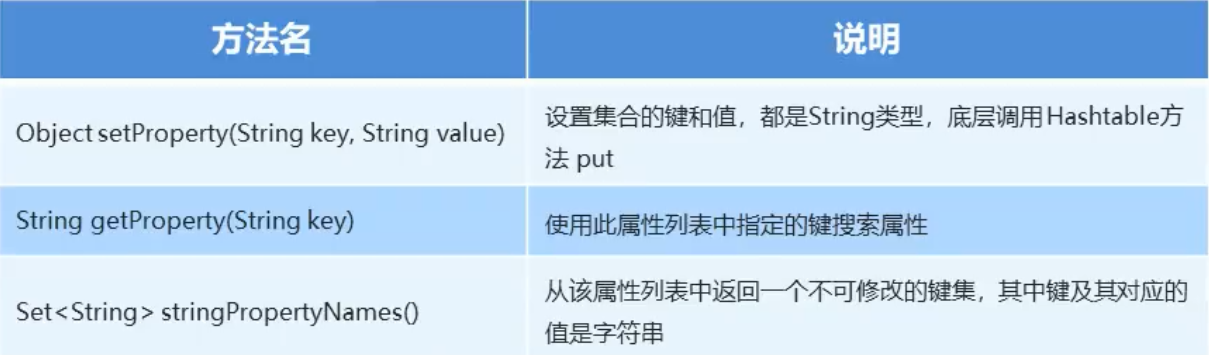 方法名
说明
Object setProperty(String key, String value)
设置集合的键和值，都是String类型，底层调用Hashtable方
法 put
String getProperty(String key)
使用此属性列表中指定的键搜索属性
Set<String> stringPropertyNames()
从该属性列表中返回一个不可修改的键集，其中键及其对应的
值是字符串